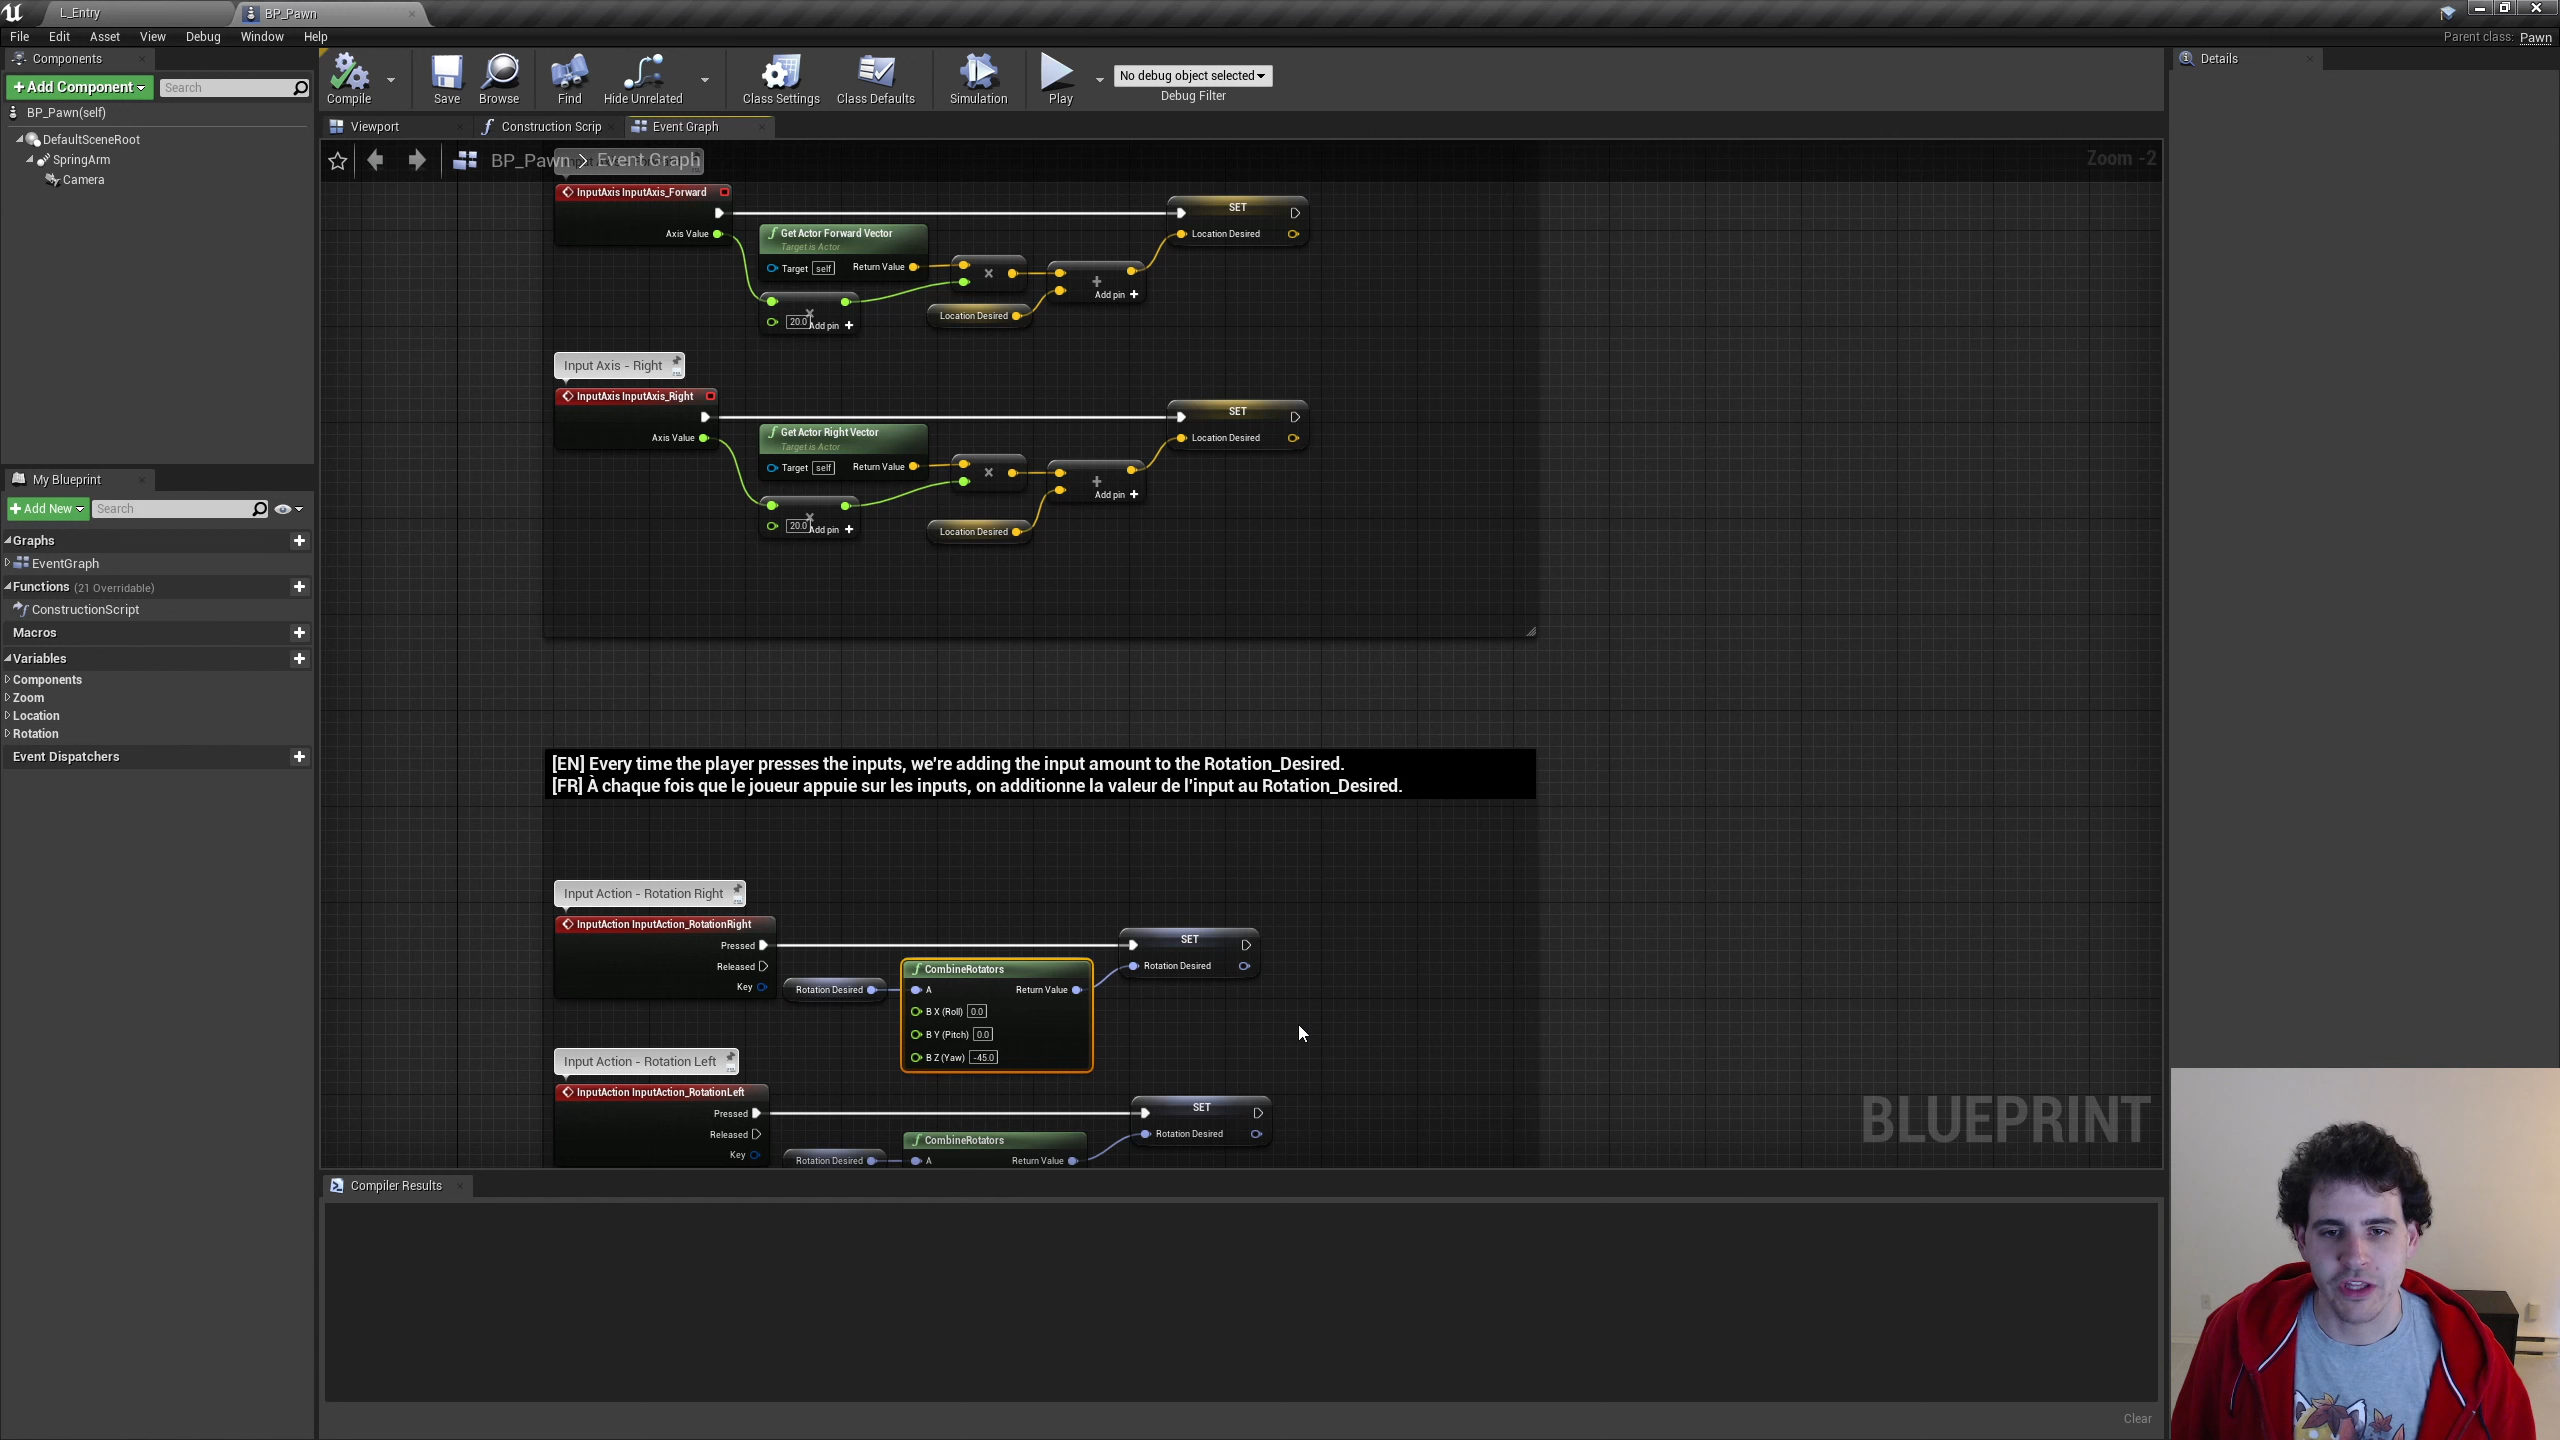 L_Entry
BP_Pawn
File Edit Asset View Debug Window Help
Parent class: Pawn
Components
Add Component
Search
BP_Pawn(self)
DefaultSceneRoot
SpringArm
Camera
Compile
Save
Browse
Find
Hide Unrelated
Class Settings
Class Defaults
Simulation
Play
No debug object selected
Debug Filter
Details
Viewport
Construction Scrip
Event Graph
BP_Pawn > Event Graph
Zoom -2
InputAxis InputAxis_Forward
Axis Value
Get Actor Forward Vector
Target is Actor
Target self Return Value
20.0 Add pin
Location Desired
Add pin
SET
Location Desired
Input Axis - Right
InputAxis InputAxis_Right
Axis Value
Get Actor Right Vector
Target is Actor
Target self Return Value
20.0 Add pin
Location Desired
Add pin
SET
Location Desired
My Blueprint
Add New
Search
Graphs
EventGraph
Functions (21 Overridable)
ConstructionScript
Macros
Variables
Components
Zoom
Location
Rotation
Event Dispatchers
[EN] Every time the player presses the inputs, we're adding the input amount to the Rotation_Desired.
[FR] À chaque fois que le joueur appuie sur les inputs, on additionne la valeur de l'input au Rotation_Desired.
Input Action - Rotation Right
InputAction InputAction_RotationRight
Pressed
Released
Key
Rotation Desired
CombineRotators
A Return Value
B X (Roll) 0.0
B Y (Pitch) 0.0
B Z (Yaw) -45.0
SET
Rotation Desired
Input Action - Rotation Left
InputAction InputAction_RotationLeft
Pressed
Released
Key
Rotation Desired
CombineRotators
A Return Value
SET
Rotation Desired
BLUEPRINT
Compiler Results
Clear